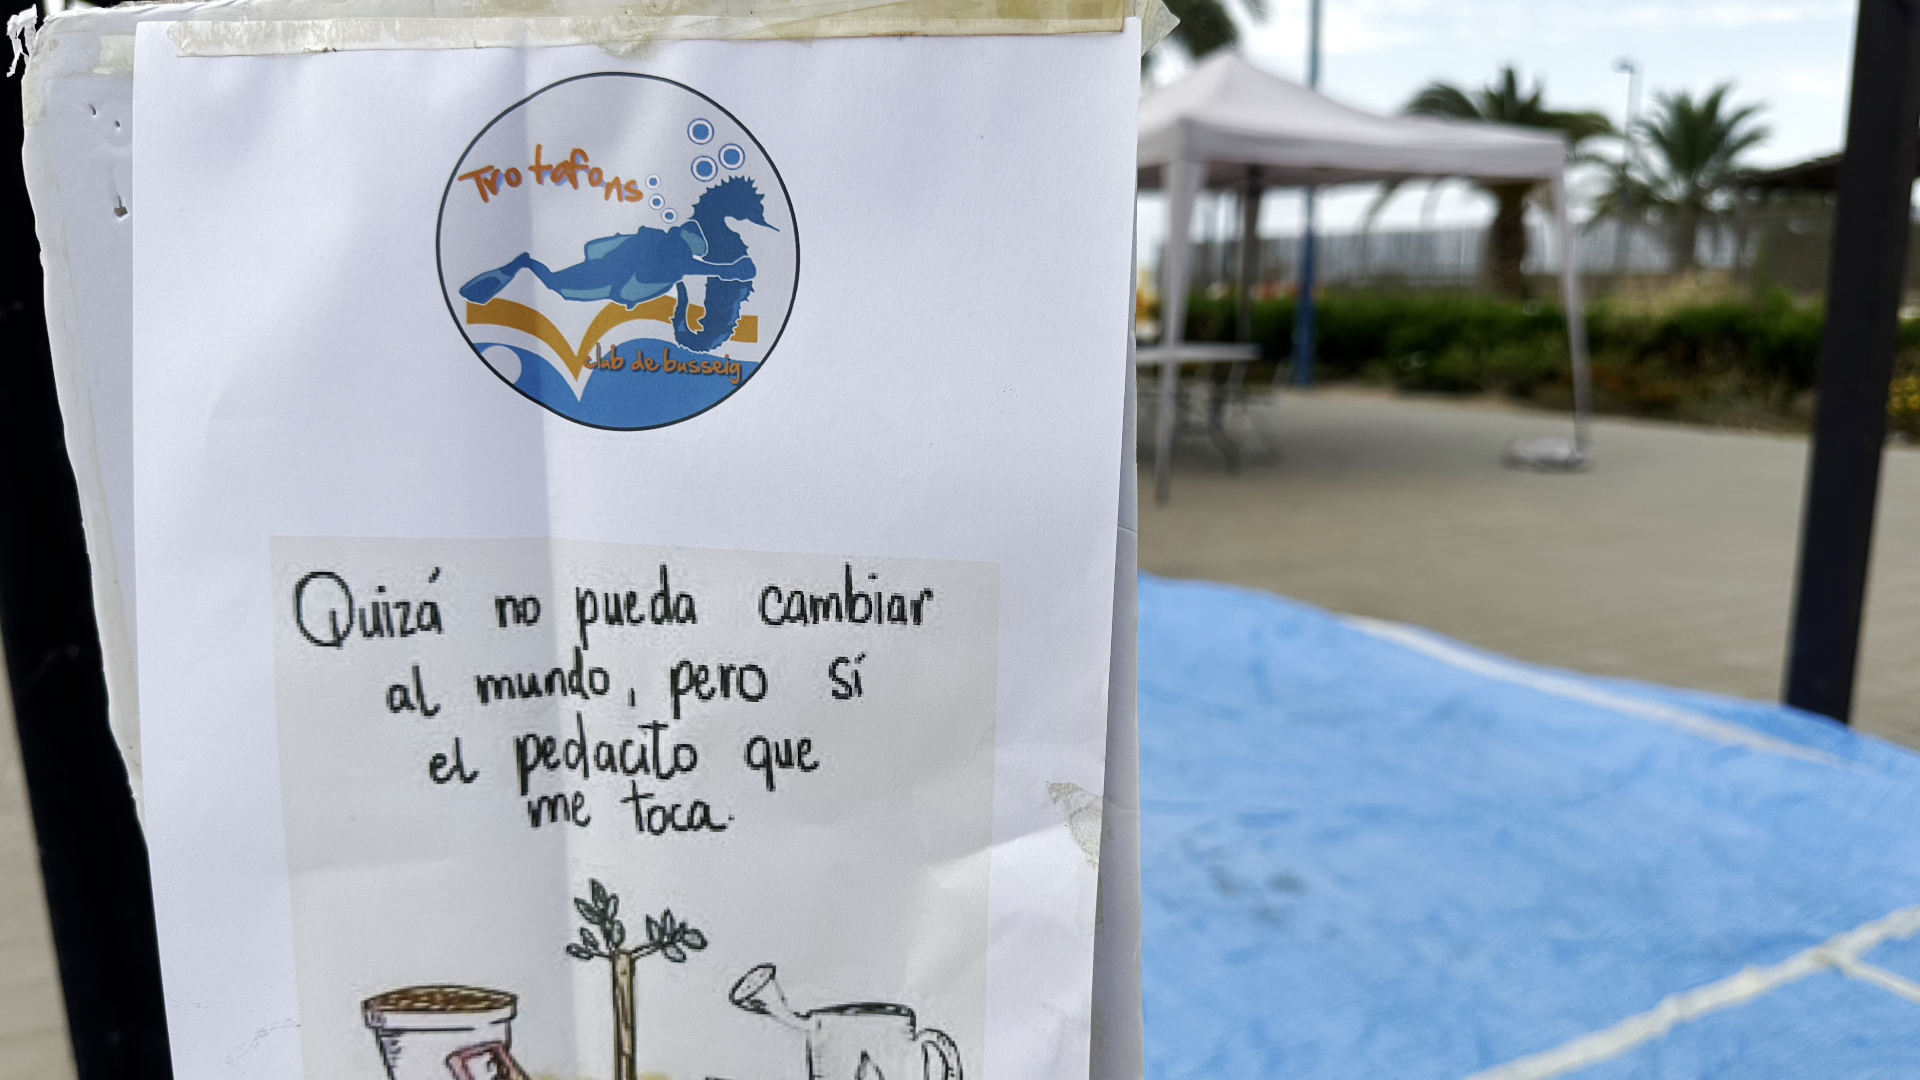 Trotafons
club de busseig
Quizá no pueda cambiar
al mundo, pero sí
el pedacito que
me toca.